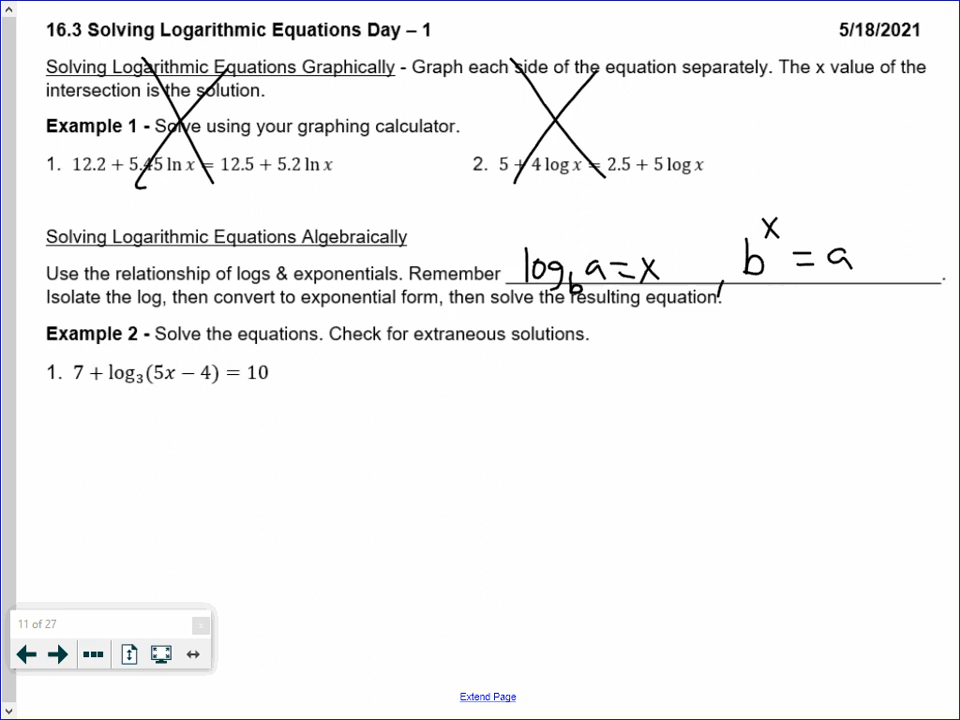 16.3 Solving Logarithmic Equations Day – 1 5/18/2021
Solving Logarithmic Equations Graphically - Graph each side of the equation separately. The x value of the
intersection is the solution.
Example 1 - Solve using your graphing calculator.
1. 12.2 + 5.45 ln x = 12.5 + 5.2 ln x 2. 5 + 4 log x = 2.5 + 5 log x
Solving Logarithmic Equations Algebraically
Use the relationship of logs & exponentials. Remember log_b a = x , b^x = a .
Isolate the log, then convert to exponential form, then solve the resulting equation.
Example 2 - Solve the equations. Check for extraneous solutions.
1. 7 + log₃(5x − 4) = 10
11 of 27
Extend Page